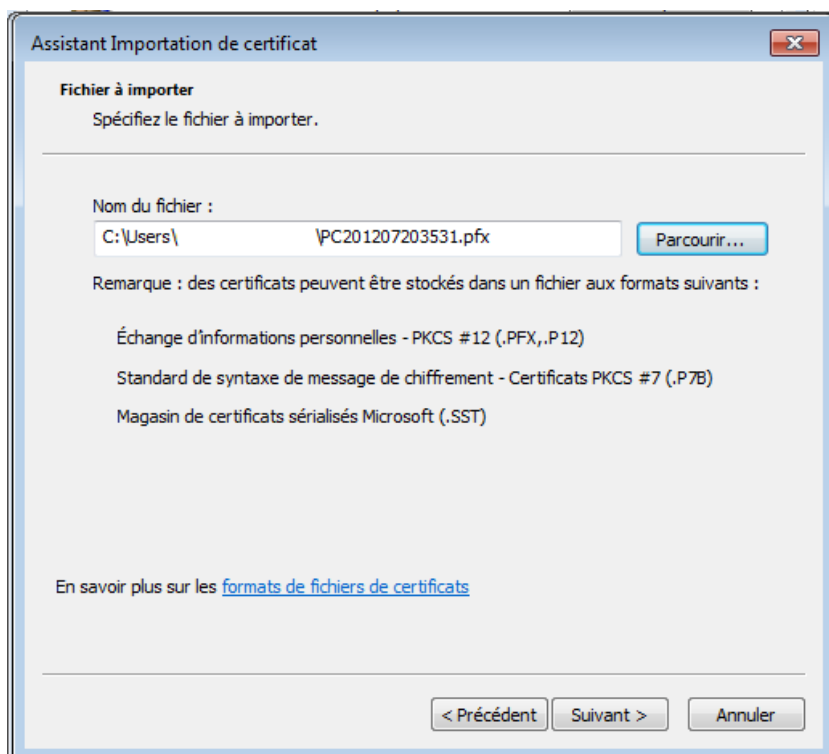 Assistant Importation de certificat
Fichier à importer
Spécifiez le fichier à importer.
Nom du fichier :
C:\Users\ \PC201207203531.pfx Parcourir...
Remarque : des certificats peuvent être stockés dans un fichier aux formats suivants :
Échange d'informations personnelles - PKCS #12 (.PFX,.P12)
Standard de syntaxe de message de chiffrement - Certificats PKCS #7 (.P7B)
Magasin de certificats sérialisés Microsoft (.SST)
En savoir plus sur les formats de fichiers de certificats
< Précédent Suivant > Annuler